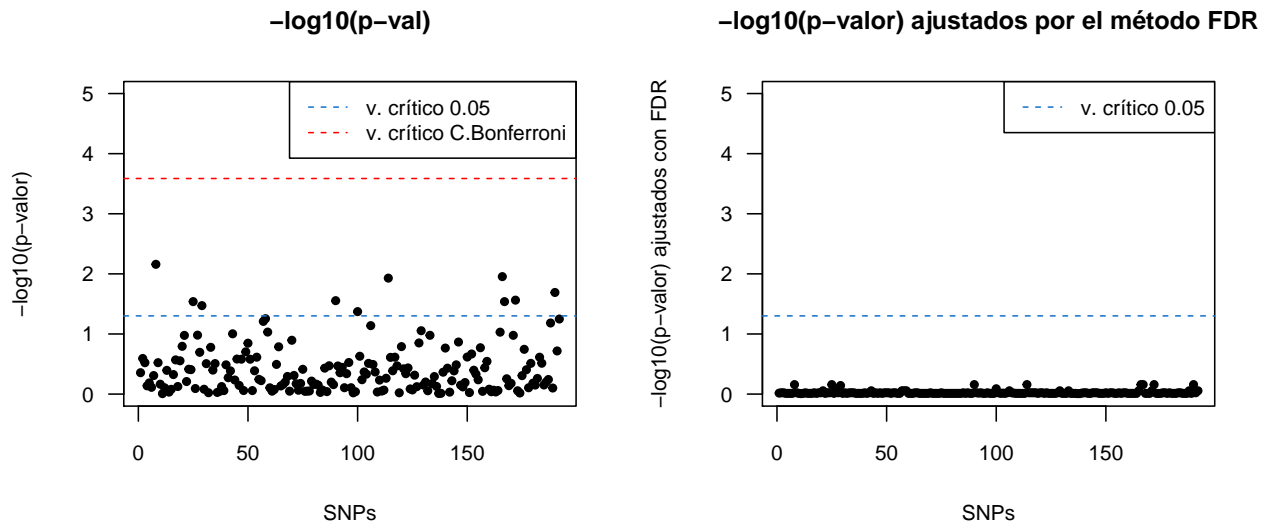 −log10(p−val)
−log10(p−valor)
5
4
3
2
1
0
v. crítico 0.05
v. crítico C.Bonferroni
0
50
100
150
SNPs
−log10(p−valor) ajustados por el método FDR
−log10(p−valor) ajustados con FDR
5
4
3
2
1
0
v. crítico 0.05
0
50
100
150
SNPs